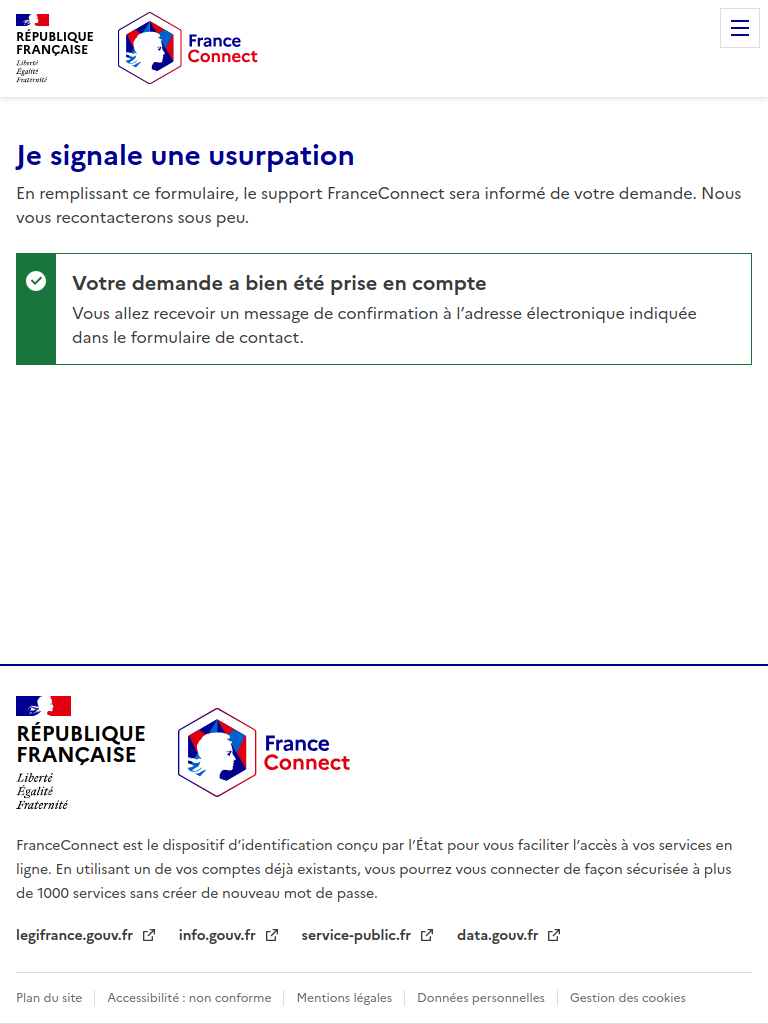 RÉPUBLIQUE
FRANÇAISE
Liberté
Égalité
Fraternité
France
Connect
Je signale une usurpation
En remplissant ce formulaire, le support FranceConnect sera informé de votre demande. Nous
vous recontacterons sous peu.
Votre demande a bien été prise en compte
Vous allez recevoir un message de confirmation à l’adresse électronique indiquée
dans le formulaire de contact.
RÉPUBLIQUE
FRANÇAISE
Liberté
Égalité
Fraternité
France
Connect
FranceConnect est le dispositif d’identification conçu par l’État pour vous faciliter l’accès à vos services en
ligne. En utilisant un de vos comptes déjà existants, vous pourrez vous connecter de façon sécurisée à plus
de 1000 services sans créer de nouveau mot de passe.
legifrance.gouv.fr info.gouv.fr service-public.fr data.gouv.fr
Plan du site Accessibilité : non conforme Mentions légales Données personnelles Gestion des cookies